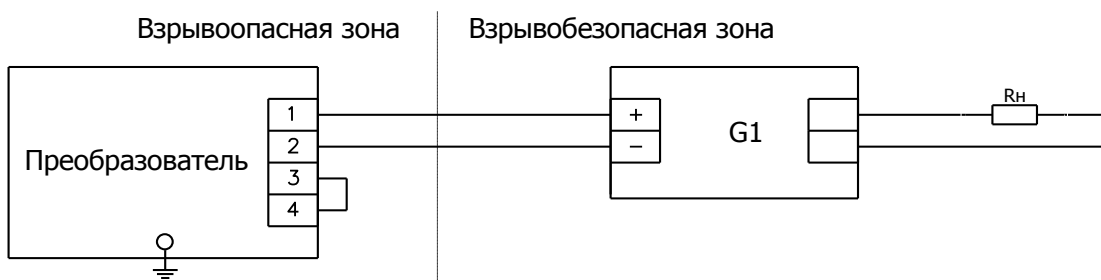 Взрывоопасная зона
Взрывобезопасная зона
Преобразователь
1
2
3
4
+
−
G1
Rн